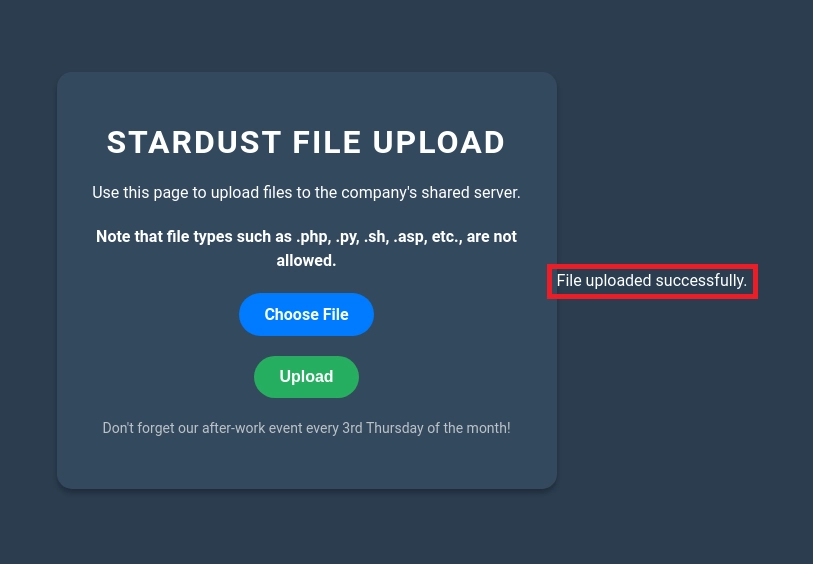 STARDUST FILE UPLOAD
Use this page to upload files to the company's shared server.
Note that file types such as .php, .py, .sh, .asp, etc., are not
allowed.
File uploaded successfully.
Choose File
Upload
Don't forget our after-work event every 3rd Thursday of the month!